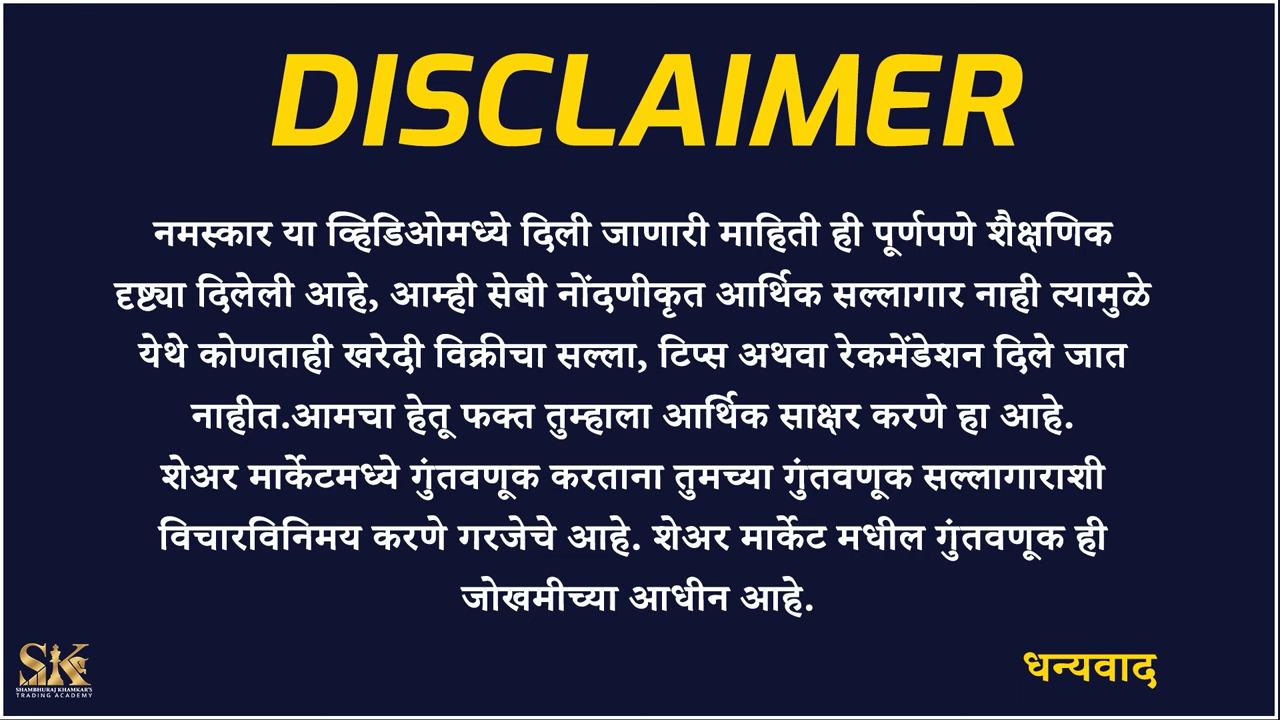 DISCLAIMER
नमस्कार या व्हिडिओमध्ये दिली जाणारी माहिती ही पूर्णपणे शैक्षणिक
दृष्ट्या दिलेली आहे, आम्ही सेबी नोंदणीकृत आर्थिक सल्लागार नाही त्यामुळे
येथे कोणताही खरेदी विक्रीचा सल्ला, टिप्स अथवा रेकमेंडेशन दिले जात
नाहीत.आमचा हेतू फक्त तुम्हाला आर्थिक साक्षर करणे हा आहे.
शेअर मार्केटमध्ये गुंतवणूक करताना तुमच्या गुंतवणूक सल्लागाराशी
विचारविनिमय करणे गरजेचे आहे. शेअर मार्केट मधील गुंतवणूक ही
जोखमीच्या आधीन आहे.
धन्यवाद
SK
SHAMBHURAJ KHAMKAR'S
TRADING ACADEMY